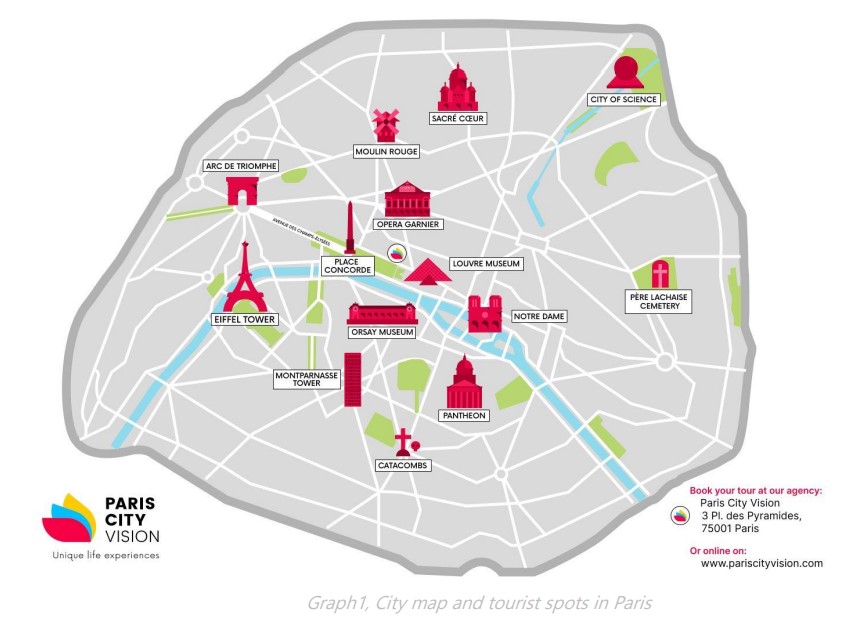 CITY OF SCIENCE
SACRÉ CŒUR
MOULIN ROUGE
ARC DE TRIOMPHE
OPERA GARNIER
AVENUE DES CHAMPS-ELYSEES
PLACE
CONCORDE
LOUVRE MUSEUM
PÈRE LACHAISE
CEMETERY
EIFFEL TOWER
ORSAY MUSEUM
NOTRE DAME
MONTPARNASSE
TOWER
PANTHEON
CATACOMBS
PARIS
CITY
VISION
Unique life experiences
Book your tour at our agency:
Paris City Vision
3 Pl. des Pyramides,
75001 Paris
Or online on:
www.pariscityvision.com
Graph1, City map and tourist spots in Paris